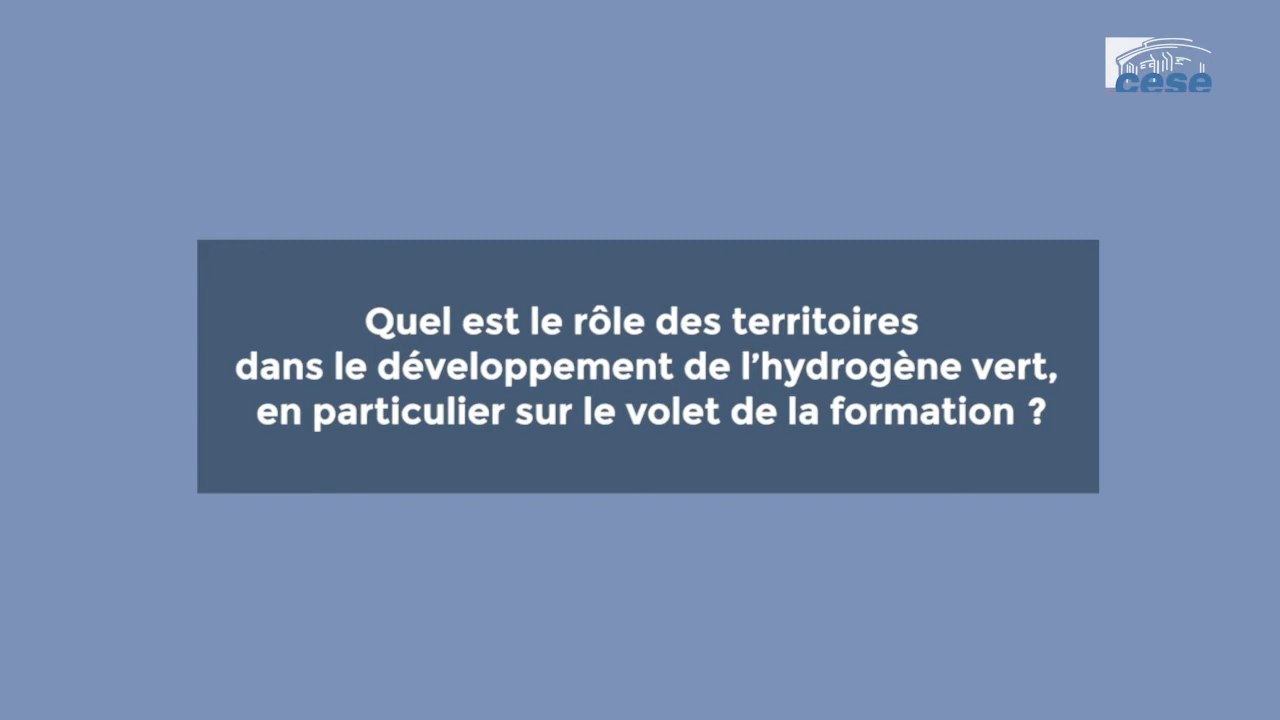 cese
Quel est le rôle des territoires
dans le développement de l’hydrogène vert,
en particulier sur le volet de la formation ?